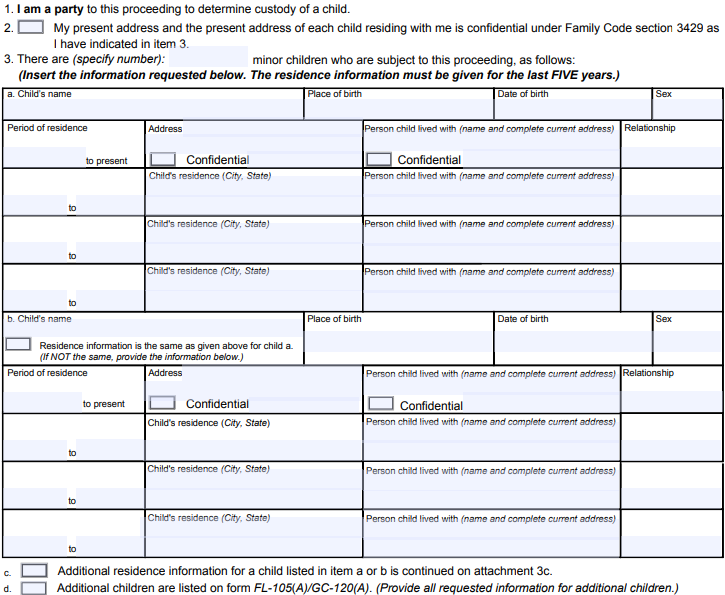 1. I am a party to this proceeding to determine custody of a child.
2. My present address and the present address of each child residing with me is confidential under Family Code section 3429 as
I have indicated in item 3.
3. There are (specify number): minor children who are subject to this proceeding, as follows:
(Insert the information requested below. The residence information must be given for the last FIVE years.)
a. Child's name Place of birth Date of birth Sex
Period of residence Address Person child lived with (name and complete current address) Relationship
to present Confidential Confidential
Child's residence (City, State) Person child lived with (name and complete current address)
to
Child's residence (City, State) Person child lived with (name and complete current address)
to
Child's residence (City, State) Person child lived with (name and complete current address)
to
b. Child's name Place of birth Date of birth Sex
Residence information is the same as given above for child a.
(If NOT the same, provide the information below.)
Period of residence Address Person child lived with (name and complete current address) Relationship
to present Confidential Confidential
Child's residence (City, State) Person child lived with (name and complete current address)
to
Child's residence (City, State) Person child lived with (name and complete current address)
to
Child's residence (City, State) Person child lived with (name and complete current address)
to
c. Additional residence information for a child listed in item a or b is continued on attachment 3c.
d. Additional children are listed on form FL-105(A)/GC-120(A). (Provide all requested information for additional children.)